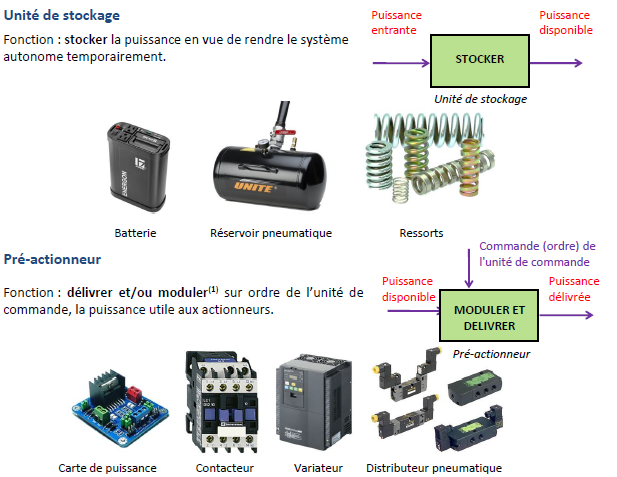 Unité de stockage
Fonction : stocker la puissance en vue de rendre le système
autonome temporairement.
Puissance
entrante
Puissance
disponible
STOCKER
Unité de stockage
ENERGON
UNITE
Batterie
Réservoir pneumatique
Ressorts
Pré-actionneur
Fonction : délivrer et/ou moduler(1) sur ordre de l'unité de
commande, la puissance utile aux actionneurs.
Commande (ordre) de
l'unité de commande
Puissance
disponible
Puissance
délivrée
MODULER ET
DELIVRER
Pré-actionneur
Carte de puissance
Contacteur
Variateur
Distributeur pneumatique